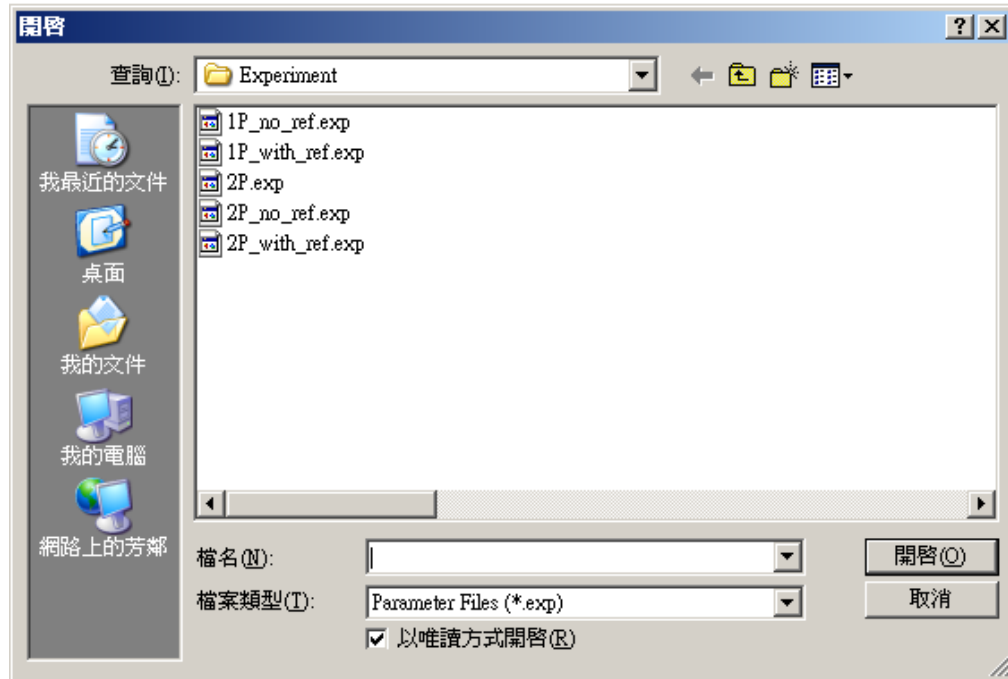 開啓
查詢(I):
Experiment
1P_no_ref.exp
1P_with_ref.exp
2P.exp
2P_no_ref.exp
2P_with_ref.exp
我最近的文件
桌面
我的文件
我的電腦
網路上的芳鄰
檔名(N):
開啓(O)
檔案類型(T):
Parameter Files (*.exp)
取消
以唯讀方式開啓(R)